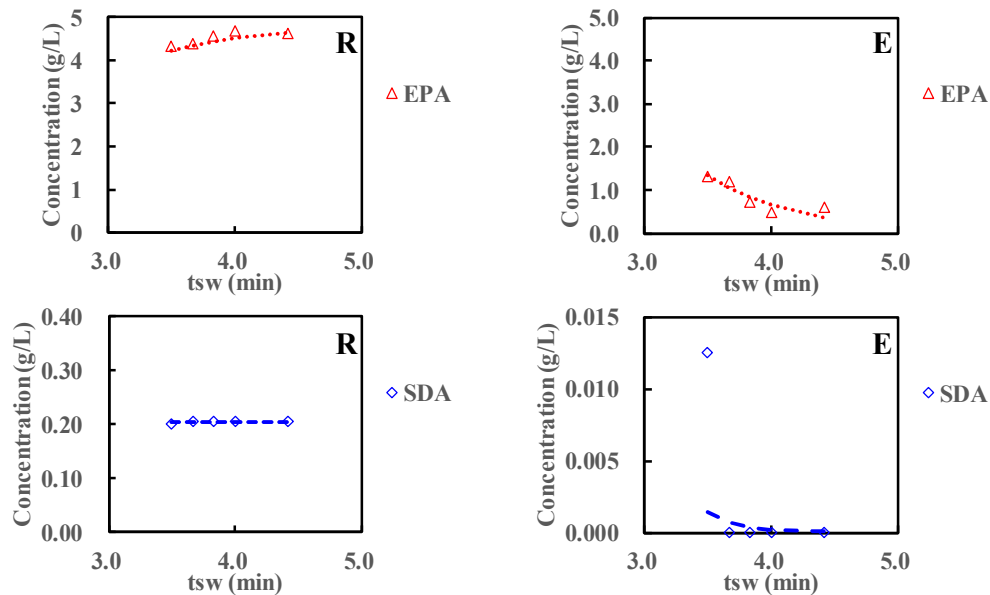 Concentration (g/L)
5
4
3
2
1
0
R
3.0
4.0
5.0
tsw (min)
EPA
Concentration (g/L)
5.0
4.0
3.0
2.0
1.0
0.0
E
3.0
4.0
5.0
tsw (min)
EPA
Concentration (g/L)
0.40
0.30
0.20
0.10
0.00
R
3.0
4.0
5.0
tsw (min)
SDA
Concentration (g/L)
0.015
0.010
0.005
0.000
E
3.0
4.0
5.0
tsw (min)
SDA